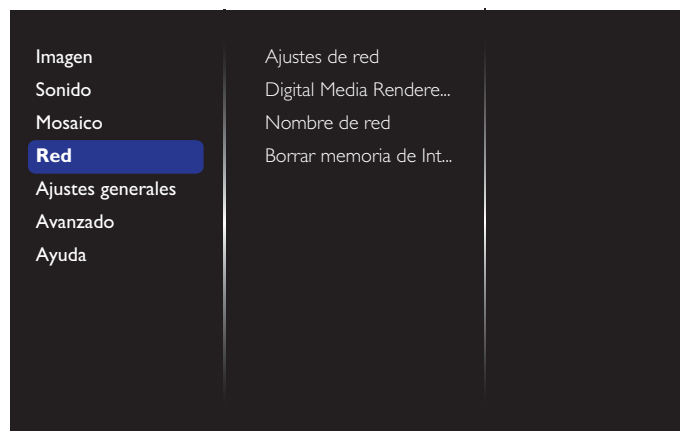 Imagen
Sonido
Mosaico
Red
Ajustes generales
Avanzado
Ayuda
Ajustes de red
Digital Media Rendere...
Nombre de red
Borrar memoria de Int...